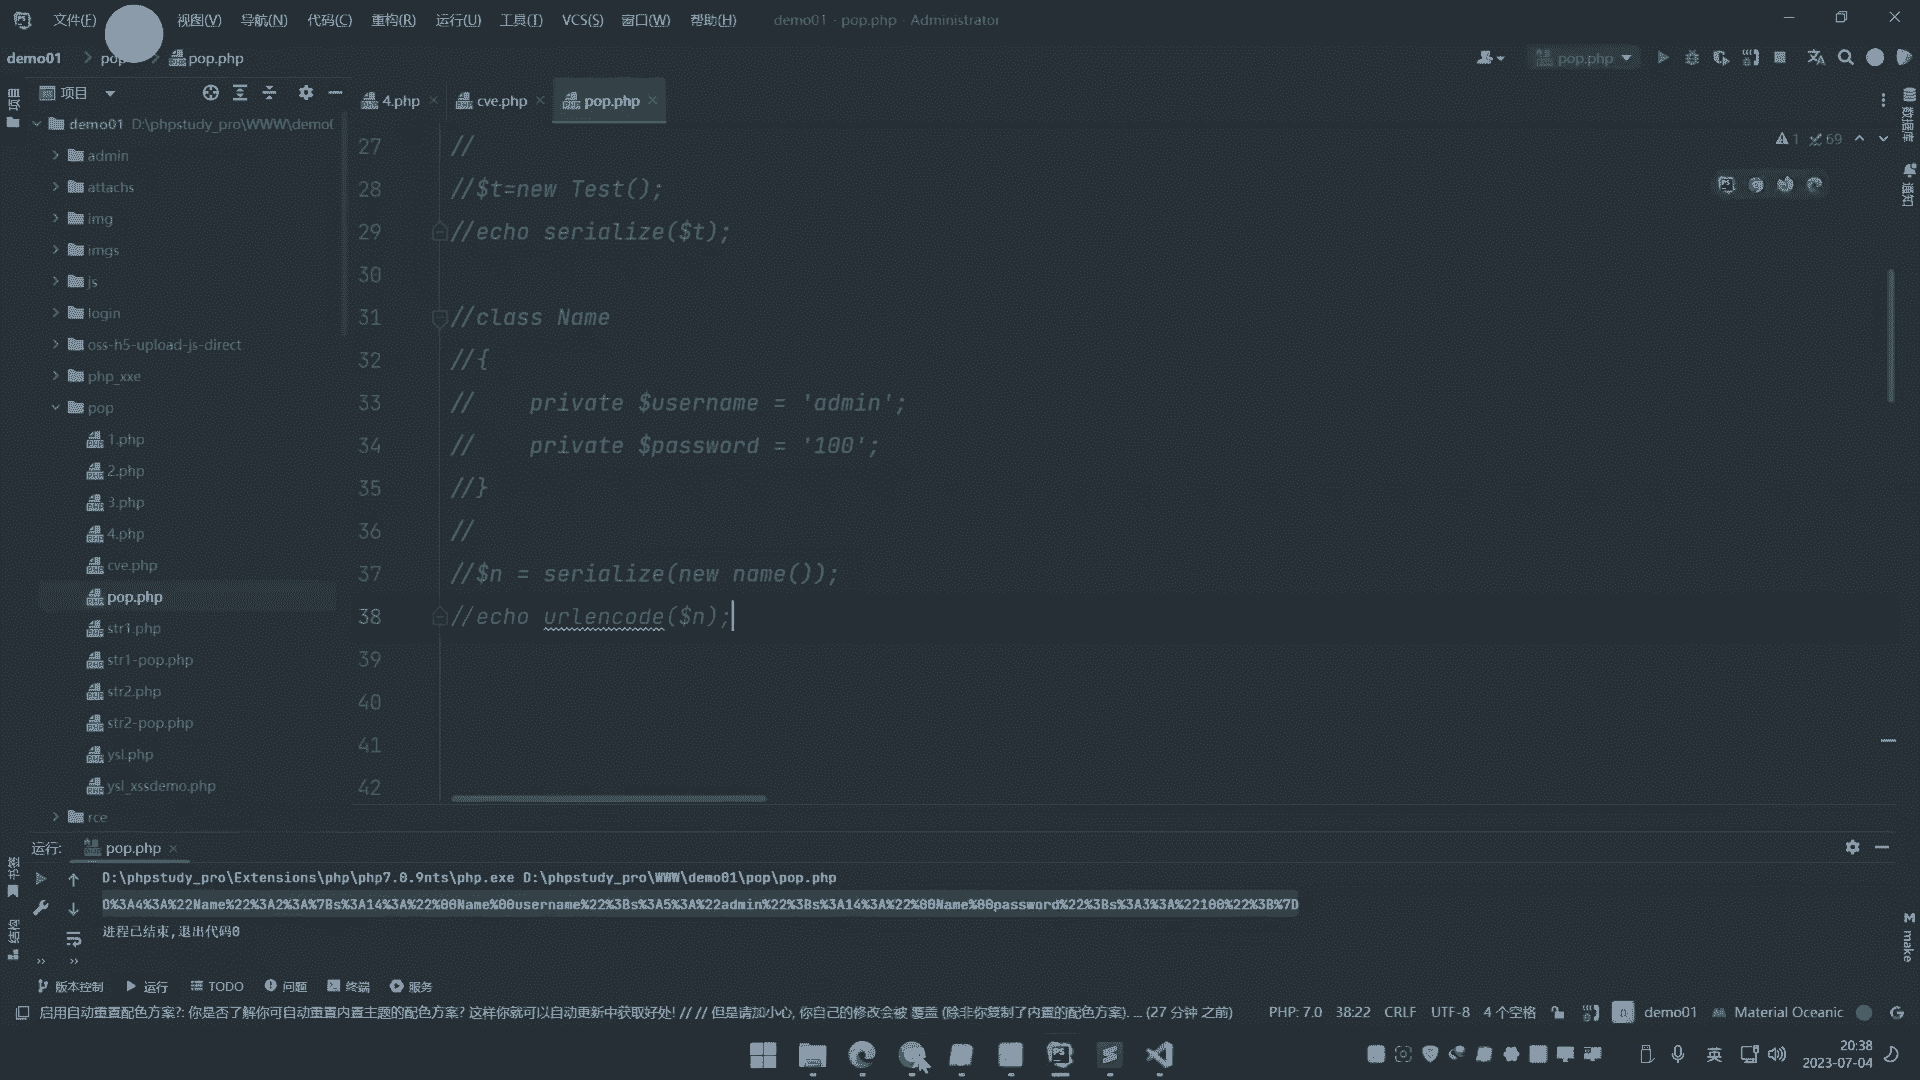 文件(F) 视图(V) 导航(N) 代码(C) 重构(R) 运行(U) 工具(T) VCS(S) 窗口(W) 帮助(H) demo01 - pop.php - Administrator
demo01 pop pop.php pop.php
项目 项目 4.php cve.php pop.php
数据库
通知
demo01 D:\phpstudy_pro\WWW\demo(
1 69
admin
attachs
img
imgs
js
login
oss-h5-upload-js-direct
php_xxe
pop
1.php
2.php
3.php
4.php
cve.php
pop.php
str1.php
str1-pop.php
str2.php
str2-pop.php
ysl.php
ysl_xssdemo.php
rce
27 //
28 //$t=new Test();
29 //echo serialize($t);
30
31 //class Name
32 //{
33 //    private $username = 'admin';
34 //    private $password = '100';
35 //}
36 //
37 //$n = serialize(new name());
38 //echo urlencode($n);
39
40
41
42
运行: pop.php
书签
结构
make
D:\phpstudy_pro\Extensions\php\php7.0.9nts\php.exe D:\phpstudy_pro\WWW\demo01\pop\pop.php
O%3A4%3A%22Name%22%3A2%3A%7Bs%3A14%3A%22%00Name%00username%22%3Bs%3A5%3A%22admin%22%3Bs%3A14%3A%22%00Name%00password%22%3Bs%3A3%3A%22100%22%3B%7D
进程已结束,退出代码0
版本控制 运行 TODO 问题 终端 服务
启用自动重置配色方案?: 你是否了解你可自动重置内置主题的配色方案? 这样你就可以自动更新中获取好处! // // 但是请加小心, 你自己的修改会被 覆盖 (除非你复制了内置的配色方案). ... (27 分钟 之前) PHP: 7.0 38:22 CRLF UTF-8 4 个空格 demo01 Material Oceanic
英 20:38
2023-07-04